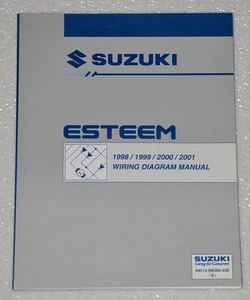 SUZUKI
ESTEEM
1998 / 1999 / 2000 / 2001
WIRING DIAGRAM MANUAL
SUZUKI
Caring for Customers